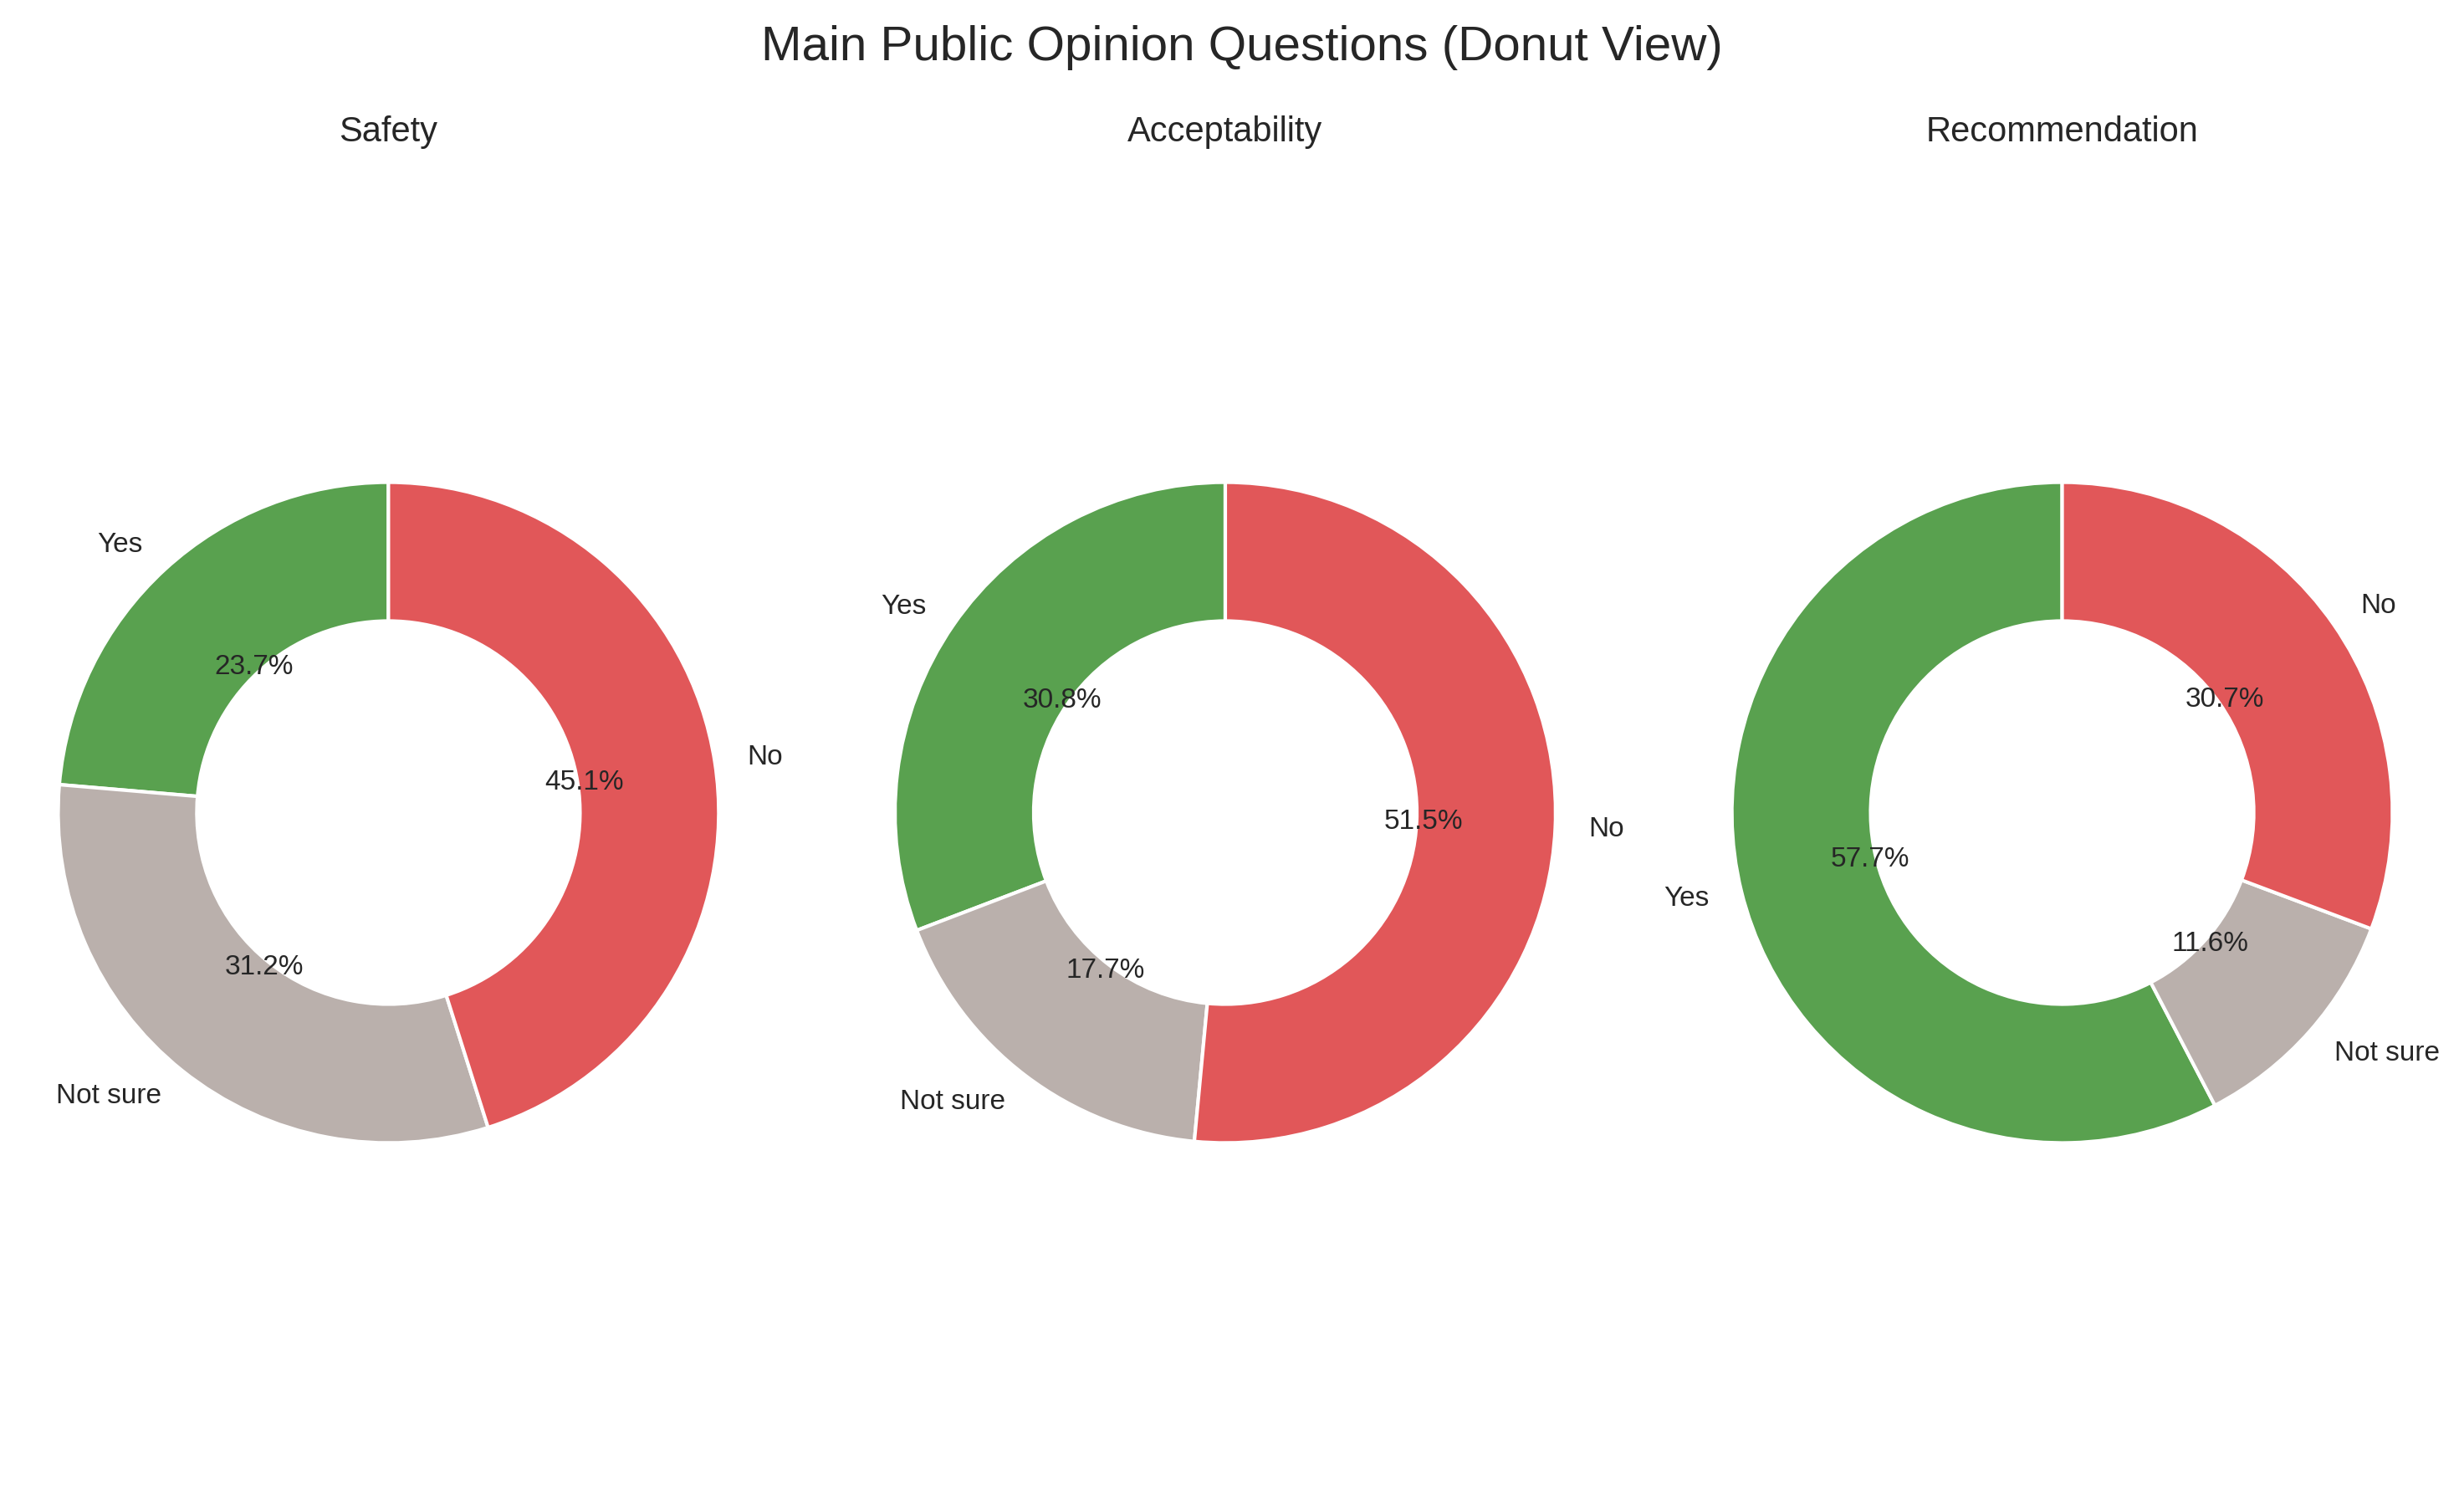 Main Public Opinion Questions (Donut View)
Safety
Yes
23.7%
No
45.1%
Not sure
31.2%
Acceptability
Yes
30.8%
No
51.5%
Not sure
17.7%
Recommendation
No
30.7%
Yes
57.7%
Not sure
11.6%